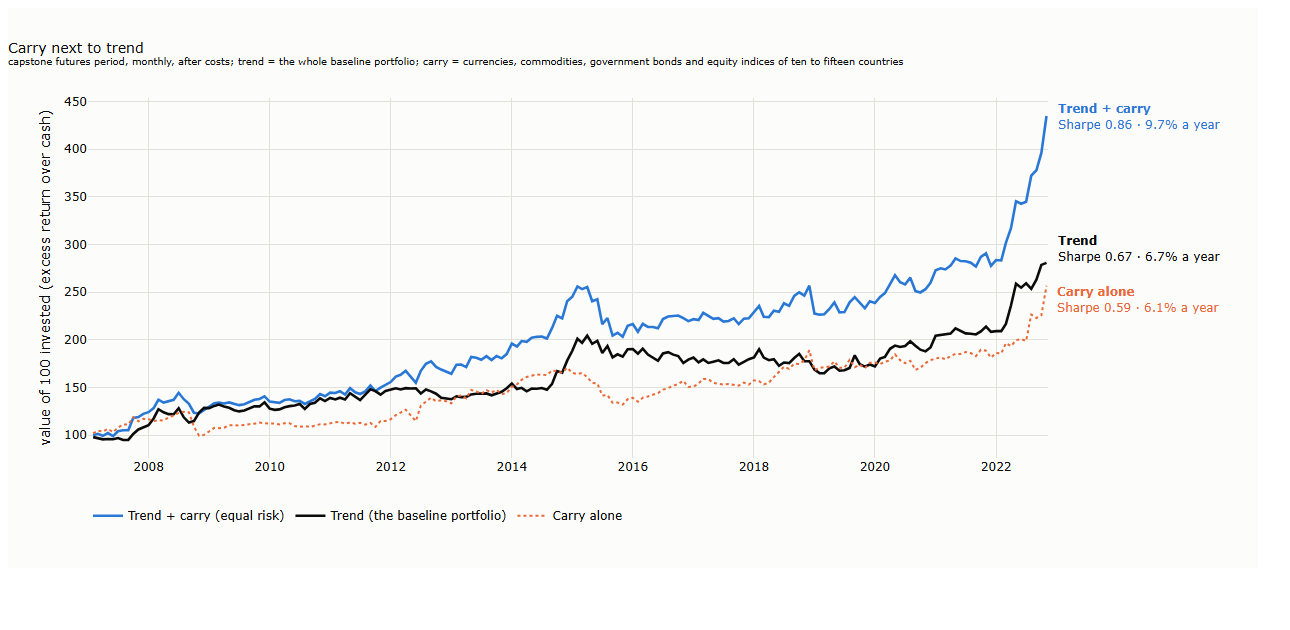 Carry next to trend
capstone futures period, monthly, after costs; trend = the whole baseline portfolio; carry = currencies, commodities, government bonds and equity indices of ten to fifteen countries
value of 100 invested (excess return over cash)
450
400
350
300
250
200
150
100
2008
2010
2012
2014
2016
2018
2020
2022
Trend + carry
Sharpe 0.86 · 9.7% a year
Trend
Sharpe 0.67 · 6.7% a year
Carry alone
Sharpe 0.59 · 6.1% a year
Trend + carry (equal risk)
Trend (the baseline portfolio)
Carry alone